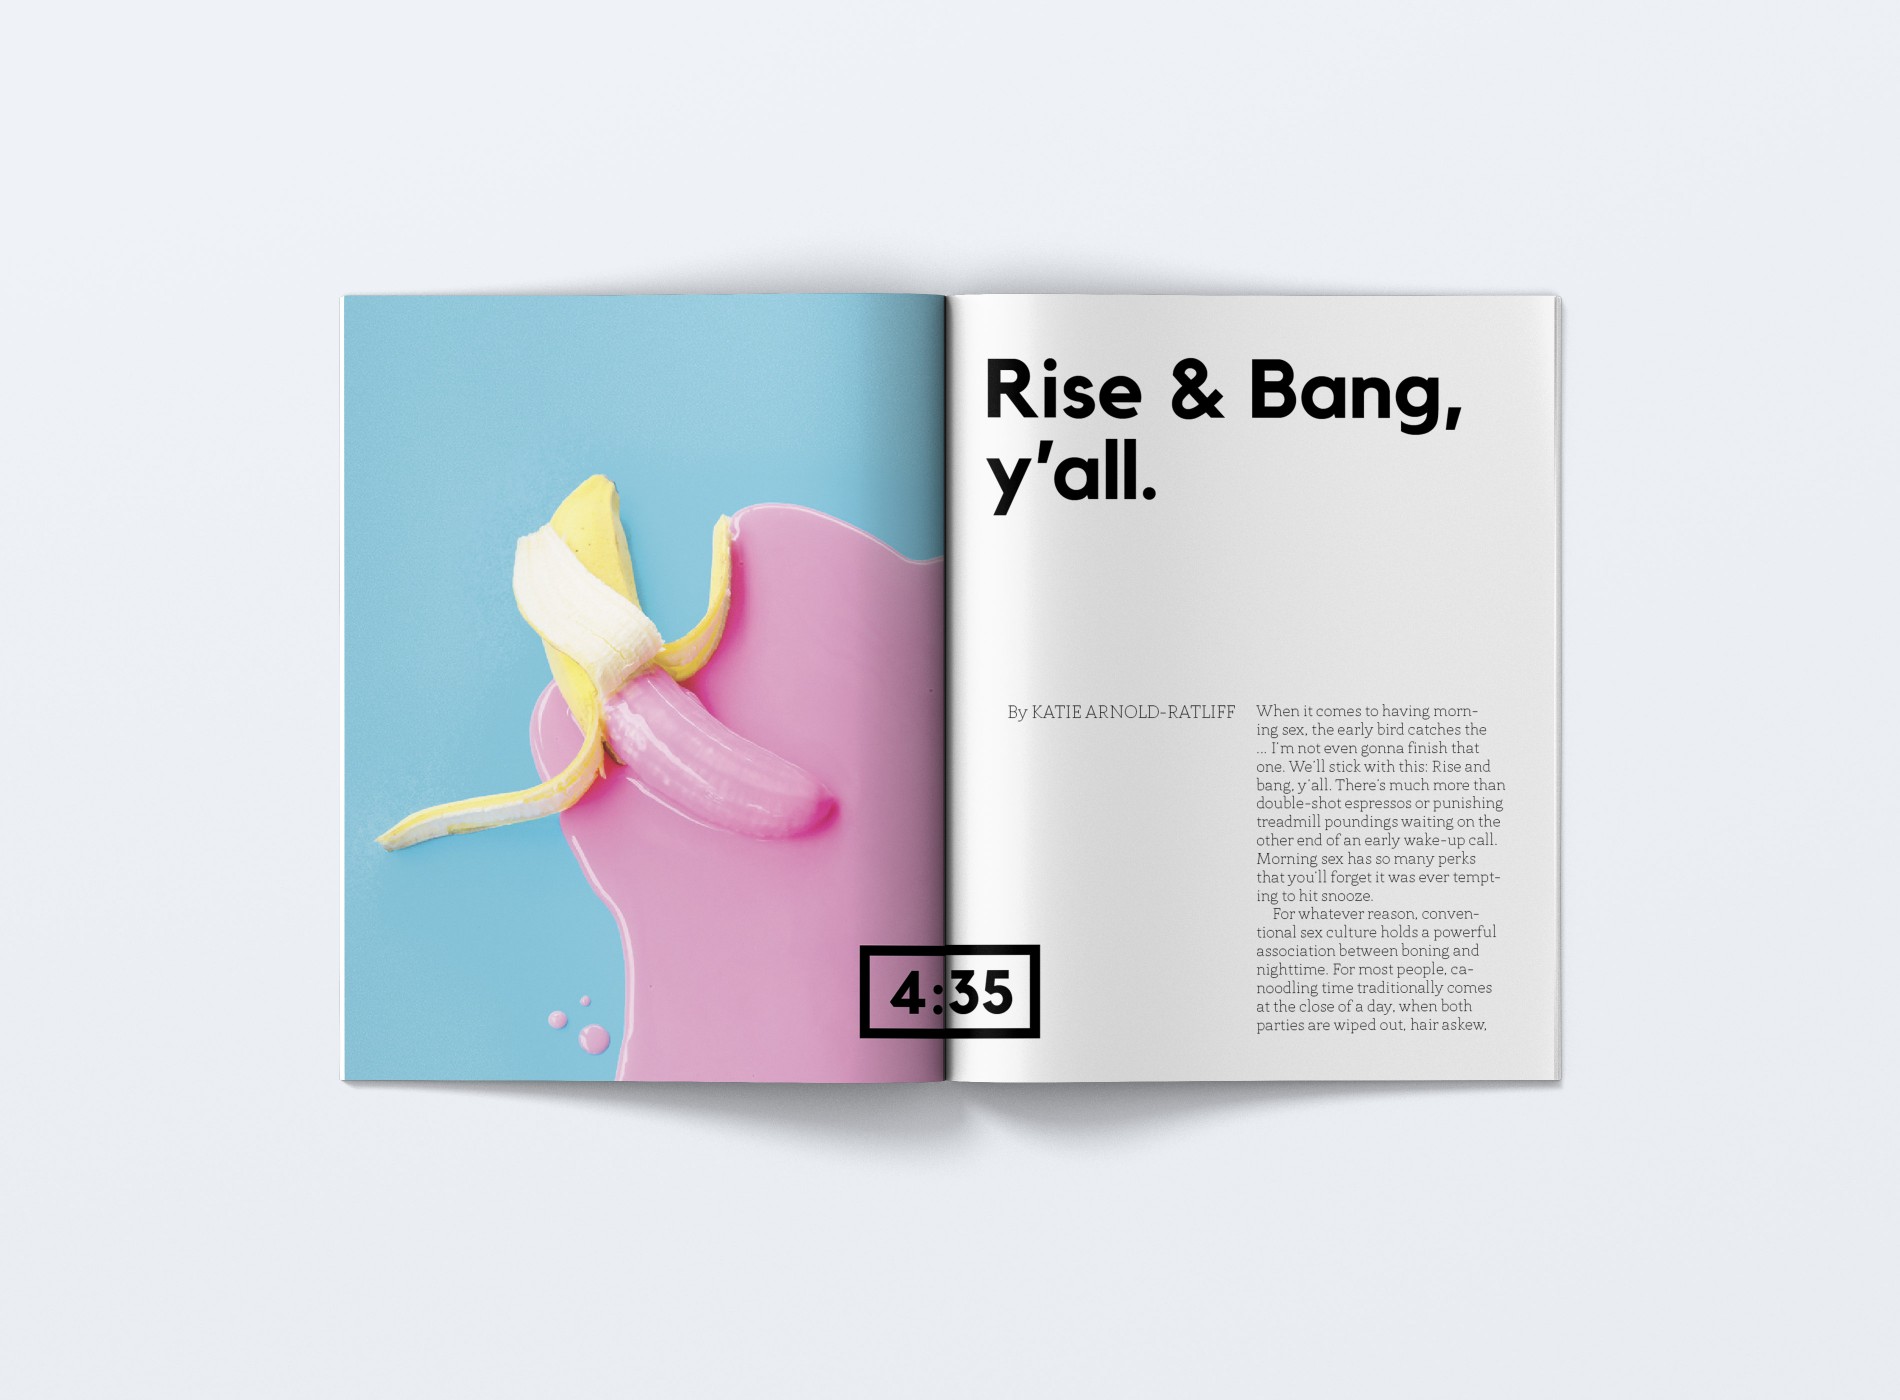 Rise & Bang,
y'all.
By KATIE ARNOLD-RATLIFF
When it comes to having morn-
ing sex, the early bird catches the
... I'm not even gonna finish that
one. We'll stick with this: Rise and
bang, y'all. There's much more than
double-shot espressos or punishing
treadmill poundings waiting on the
other end of an early wake-up call.
Morning sex has so many perks
that you'll forget it was ever tempt-
ing to hit snooze.
For whatever reason, conven-
tional sex culture holds a powerful
association between boning and
nighttime. For most people, ca-
noodling time traditionally comes
at the close of a day, when both
parties are wiped out, hair askew,
4:35